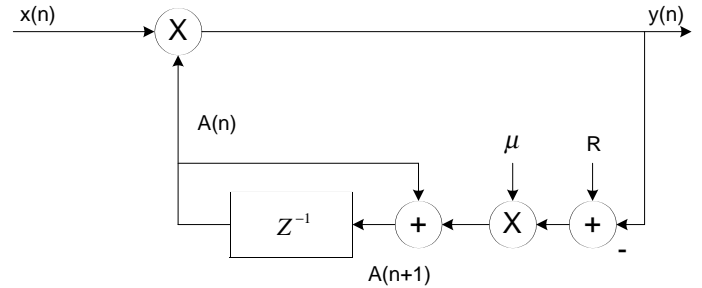 x(n)
y(n)
X
A(n)
μ
R
Z⁻¹
+
X
+
-
A(n+1)